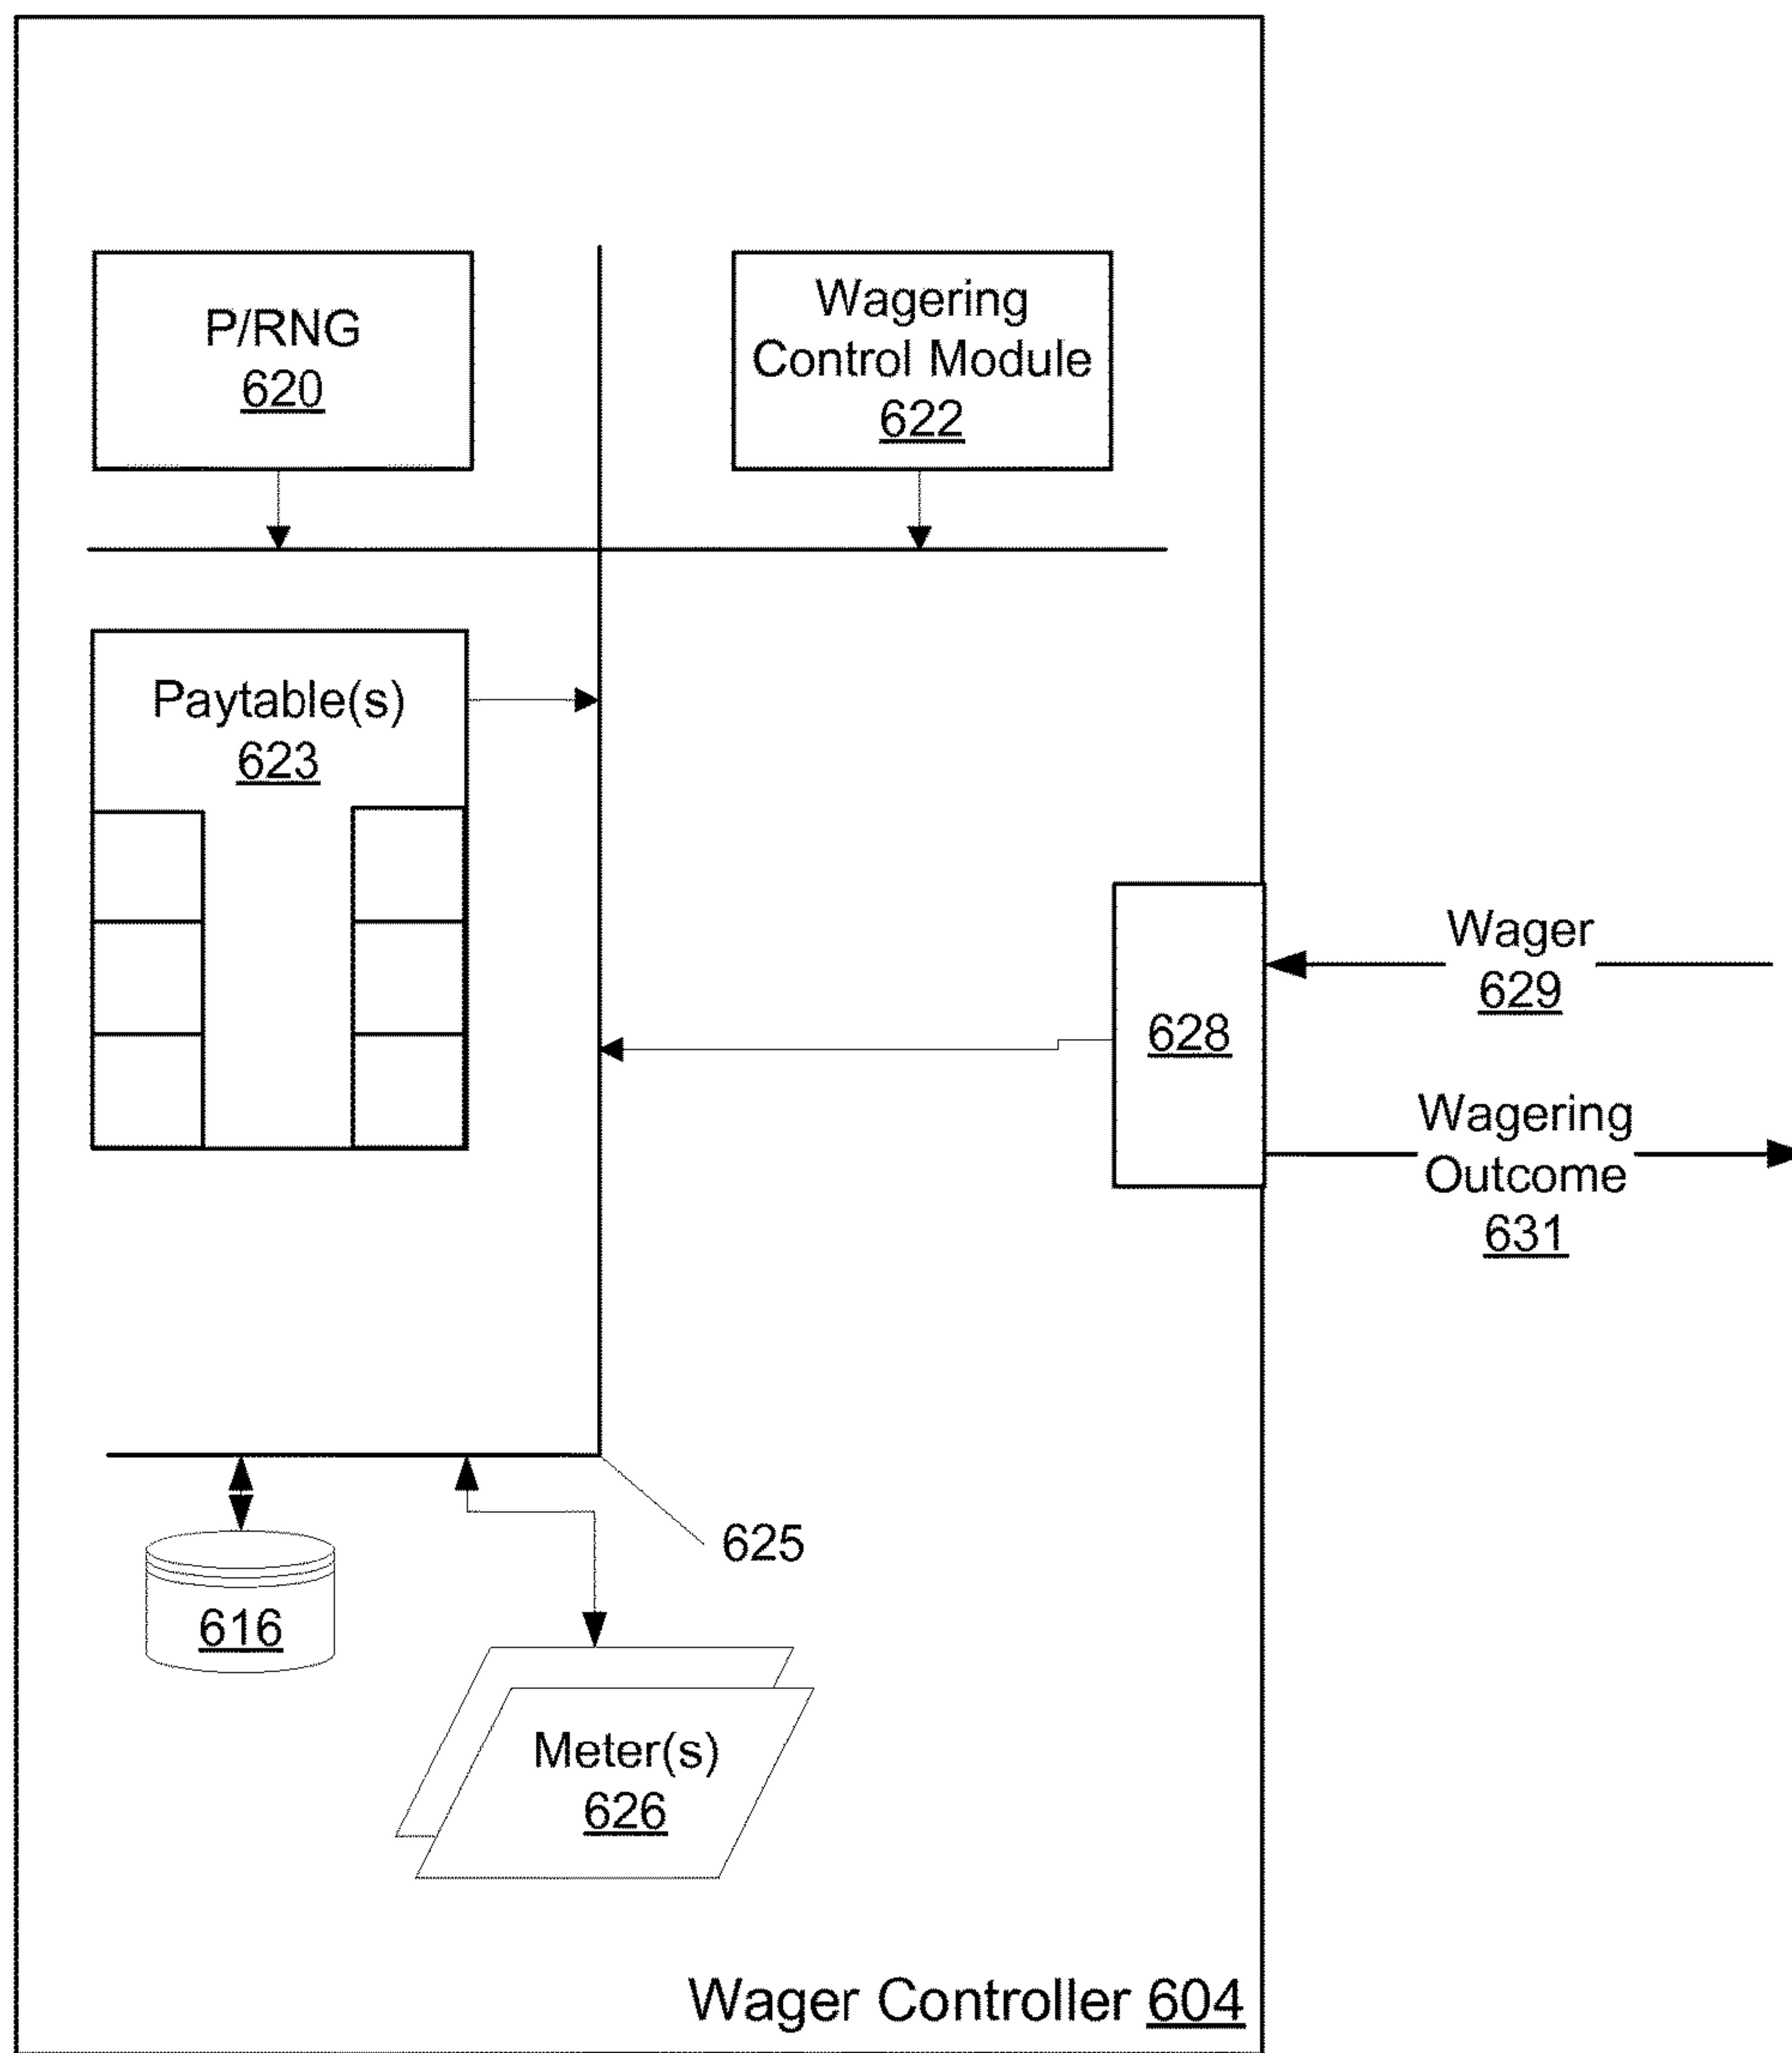 P/RNG
620
Wagering
Control Module
622
Paytable(s)
623
Wager
629
628
Wagering
Outcome
631
625
616
Meter(s)
626
Wager Controller 604